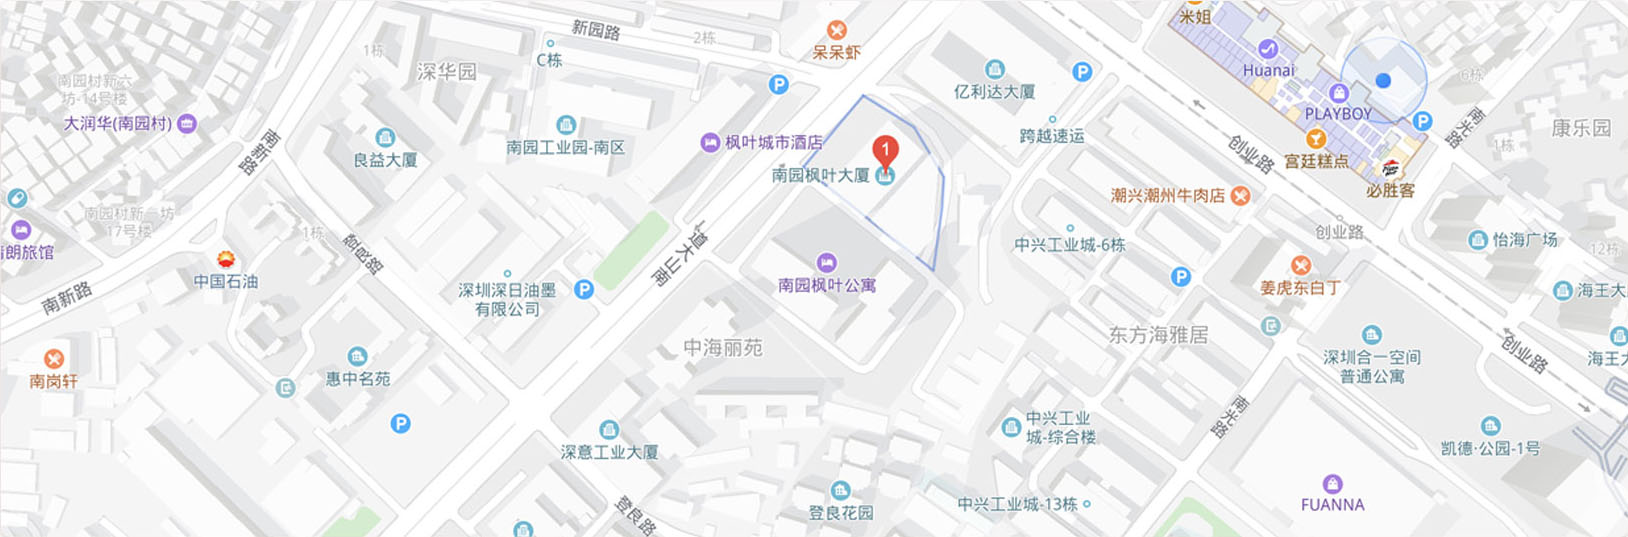 米姐
新园路
1栋
2栋
呆呆虾
C栋
深华园
Huanai
6栋
南园村新六
坊-14号楼
亿利达大厦
PLAYBOY
大润华(南园村)
南新路
良益大厦
南园工业园-南区
枫叶城市酒店
1
跨越速运
创业路
宫廷糕点
南光路
1栋
康乐园
南园枫叶大厦
必胜客
潮兴潮州牛肉店
南园村新一坊
17号楼
1栋
登良路
南山大道
中兴工业城-6栋
创业路
怡海广场
12栋
朗旅馆
中国石油
南新路
深圳深日油墨
有限公司
南园枫叶公寓
姜虎东白丁
海王大
中海丽苑
东方海雅居
创业路
深圳合一空间
普通公寓
海王大
南岗轩
惠中名苑
南光路
中兴工业
城-综合楼
深意工业大厦
凯德·公园-1号
登良路
登良花园
中兴工业城-13栋
FUANNA